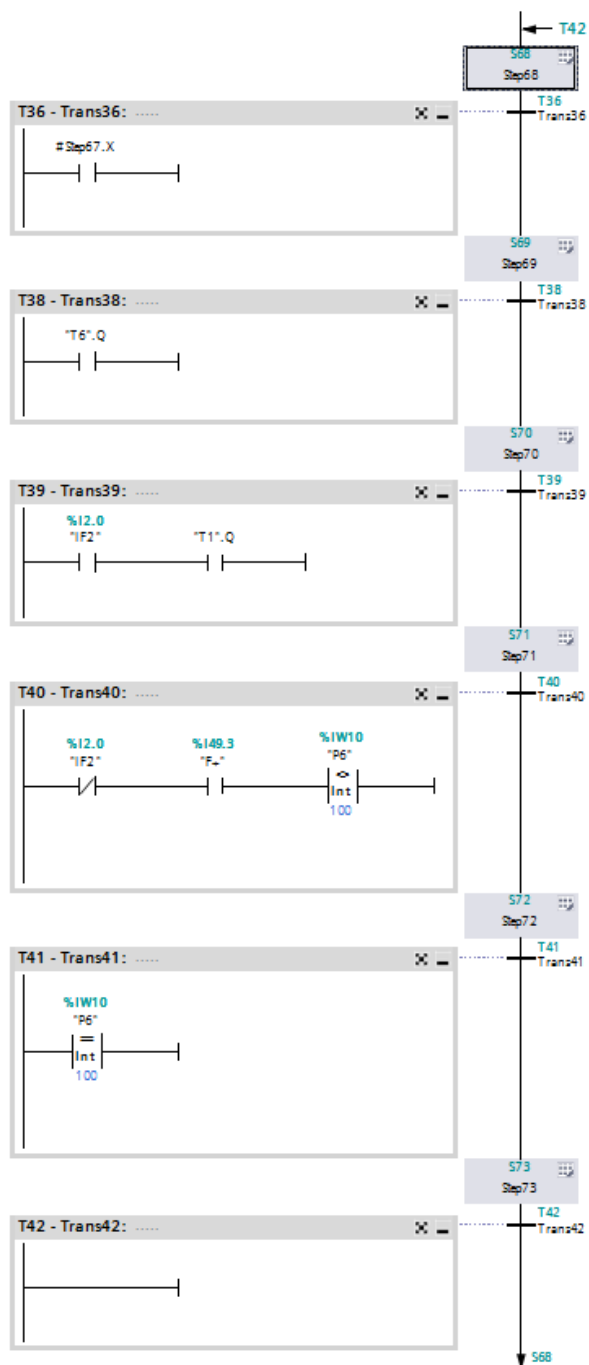 T42
S68
Step68
T36 - Trans36: .....
T36
Trans36
#Step67.X
S69
Step69
T38 - Trans38: .....
T38
Trans38
"T6".Q
S70
Step70
T39 - Trans39: .....
T39
Trans39
%I2.0
"IF2" "T1".Q
S71
Step71
T40 - Trans40: .....
T40
Trans40
%I2.0 %I49.3 %IW10
"IF2" "F+" "P6"
<>
Int
100
S72
Step72
T41 - Trans41: .....
T41
Trans41
%IW10
"P6"
==
Int
100
S73
Step73
T42 - Trans42: .....
T42
Trans42
S68